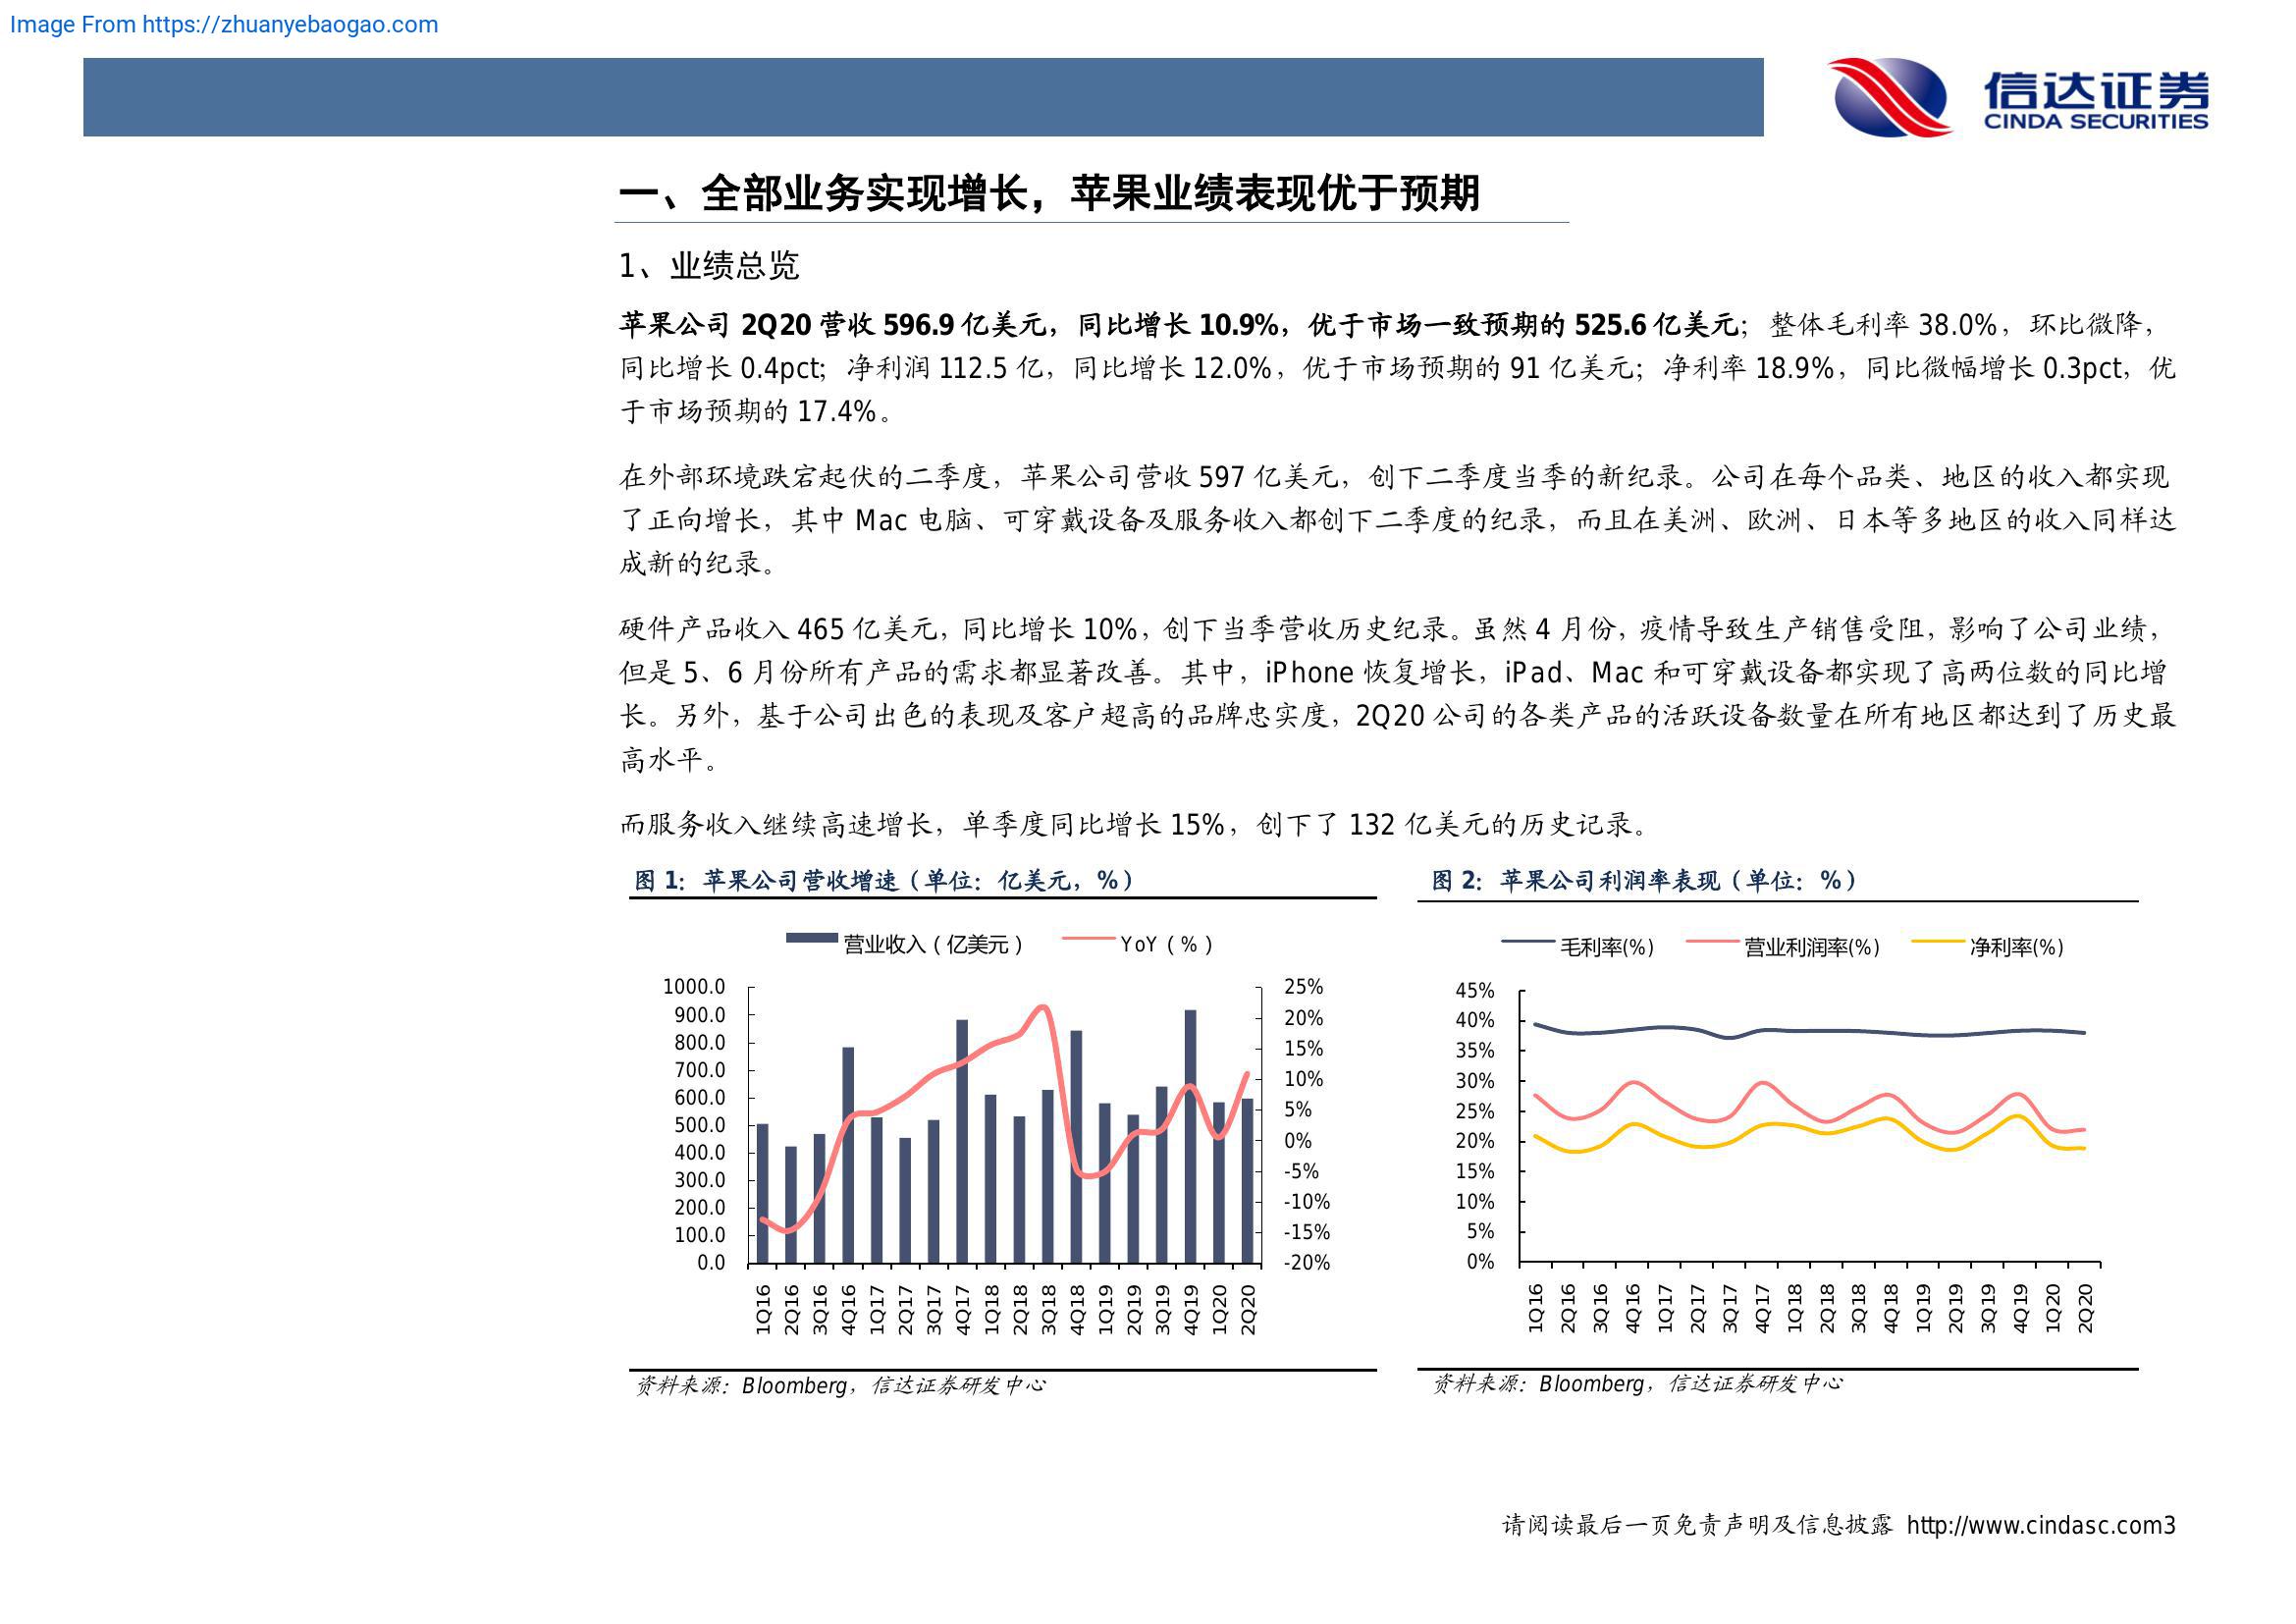 Image From https://zhuanyebaogao.com
信达证券
CINDA SECURITIES
一、全部业务实现增长，苹果业绩表现优于预期
1、业绩总览
苹果公司 2Q20 营收 596.9 亿美元，同比增长 10.9%，优于市场一致预期的 525.6 亿美元；整体毛利率 38.0%，环比微降，
同比增长 0.4pct；净利润 112.5 亿，同比增长 12.0%，优于市场预期的 91 亿美元；净利率 18.9%，同比微幅增长 0.3pct，优
于市场预期的 17.4%。
在外部环境跌宕起伏的二季度，苹果公司营收 597 亿美元，创下二季度当季的新纪录。公司在每个品类、地区的收入都实现
了正向增长，其中 Mac 电脑、可穿戴设备及服务收入都创下二季度的纪录，而且在美洲、欧洲、日本等多地区的收入同样达
成新的纪录。
硬件产品收入 465 亿美元，同比增长 10%，创下当季营收历史纪录。虽然 4 月份，疫情导致生产销售受阻，影响了公司业绩，
但是 5、6 月份所有产品的需求都显著改善。其中，iPhone 恢复增长，iPad、Mac 和可穿戴设备都实现了高两位数的同比增
长。另外，基于公司出色的表现及客户超高的品牌忠实度，2Q20 公司的各类产品的活跃设备数量在所有地区都达到了历史最
高水平。
而服务收入继续高速增长，单季度同比增长 15%，创下了 132 亿美元的历史记录。
图 1：苹果公司营收增速（单位：亿美元，%）
营业收入（亿美元） YoY（%）
1000.0
900.0
800.0
700.0
600.0
500.0
400.0
300.0
200.0
100.0
0.0
25%
20%
15%
10%
5%
0%
-5%
-10%
-15%
-20%
1Q16 2Q16 3Q16 4Q16 1Q17 2Q17 3Q17 4Q17 1Q18 2Q18 3Q18 4Q18 1Q19 2Q19 3Q19 4Q19 1Q20 2Q20
资料来源：Bloomberg，信达证券研发中心
图 2：苹果公司利润率表现（单位：%）
毛利率(%) 营业利润率(%) 净利率(%)
45%
40%
35%
30%
25%
20%
15%
10%
5%
0%
1Q16 2Q16 3Q16 4Q16 1Q17 2Q17 3Q17 4Q17 1Q18 2Q18 3Q18 4Q18 1Q19 2Q19 3Q19 4Q19 1Q20 2Q20
资料来源：Bloomberg，信达证券研发中心
请阅读最后一页免责声明及信息披露 http://www.cindasc.com3